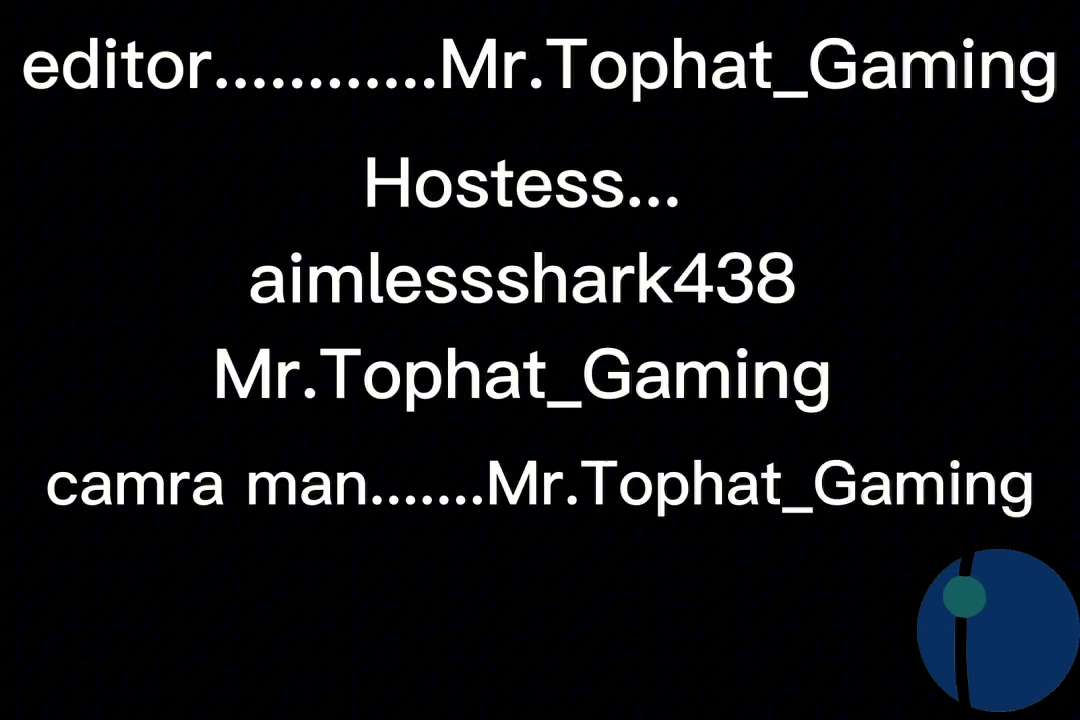 editor............Mr.Tophat_Gaming
Hostess...
aimlessshark438
Mr.Tophat_Gaming
camra man.......Mr.Tophat_Gaming